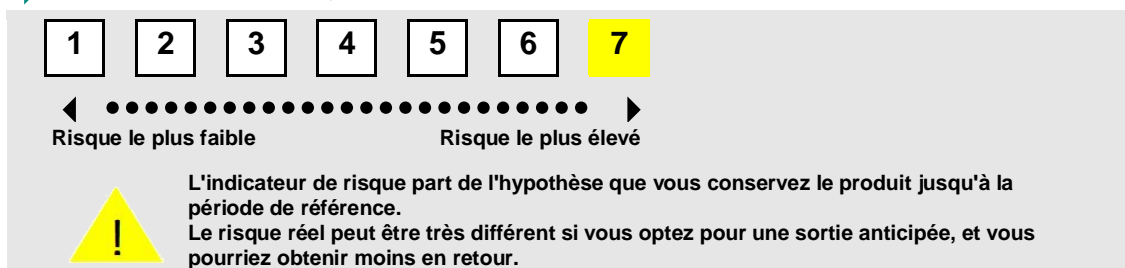 1 2 3 4 5 6 7
Risque le plus faible Risque le plus élevé
L'indicateur de risque part de l'hypothèse que vous conservez le produit jusqu'à la
période de référence.
! Le risque réel peut être très différent si vous optez pour une sortie anticipée, et vous
pourriez obtenir moins en retour.